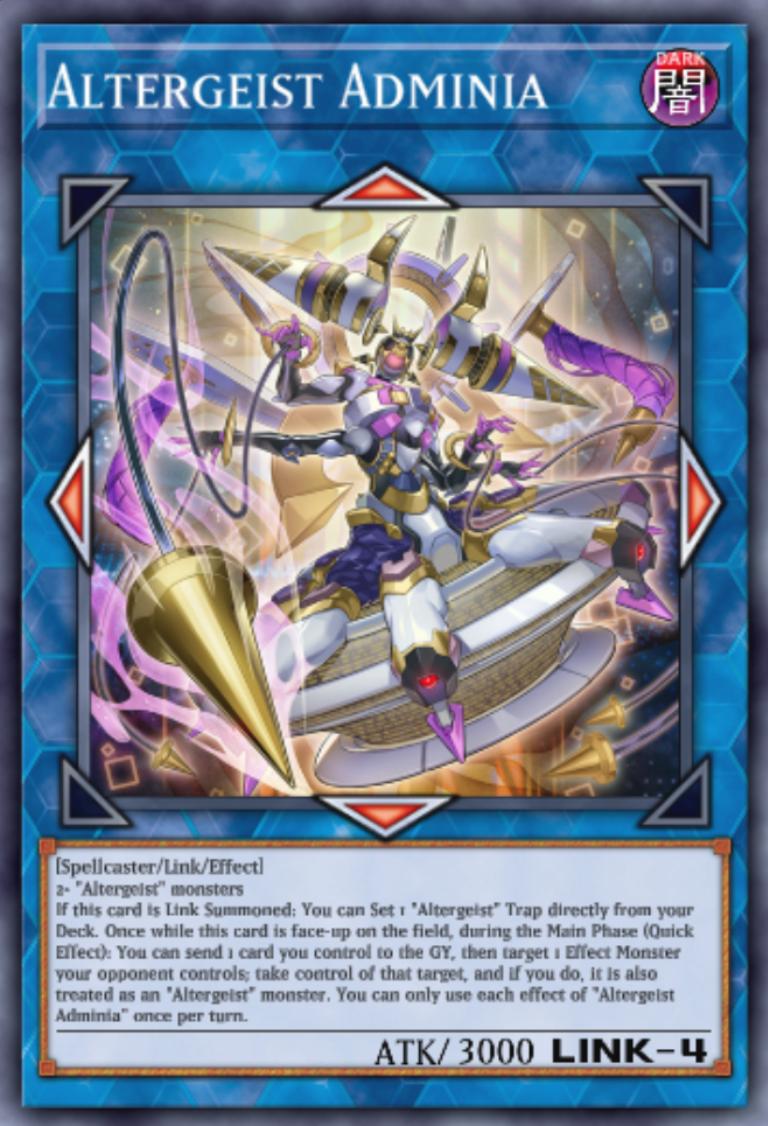 ALTERGEIST ADMINIA
DARK
闇
[Spellcaster/Link/Effect]
2+ "Altergeist" monsters
If this card is Link Summoned: You can Set 1 "Altergeist" Trap directly from your
Deck. Once while this card is face-up on the field, during the Main Phase (Quick
Effect): You can send 1 card you control to the GY, then target 1 Effect Monster
your opponent controls; take control of that target, and if you do, it is also
treated as an "Altergeist" monster. You can only use each effect of "Altergeist
Adminia" once per turn.
ATK/ 3000 LINK-4